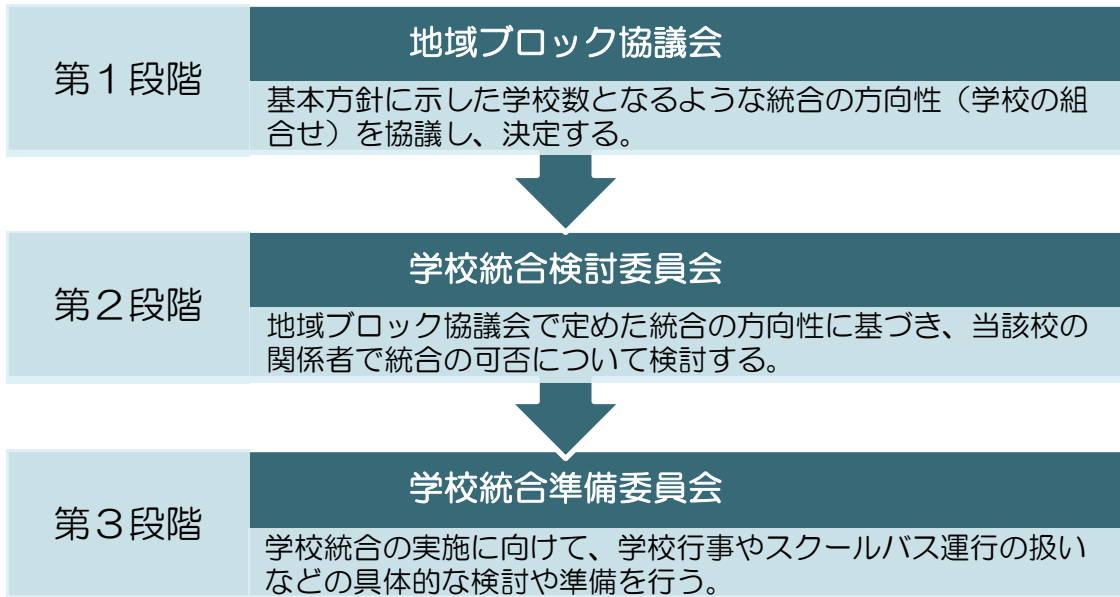 第１段階
地域ブロック協議会
基本方針に示した学校数となるような統合の方向性（学校の組
合せ）を協議し、決定する。
第２段階
学校統合検討委員会
地域ブロック協議会で定めた統合の方向性に基づき、当該校の
関係者で統合の可否について検討する。
第３段階
学校統合準備委員会
学校統合の実施に向けて、学校行事やスクールバス運行の扱い
などの具体的な検討や準備を行う。